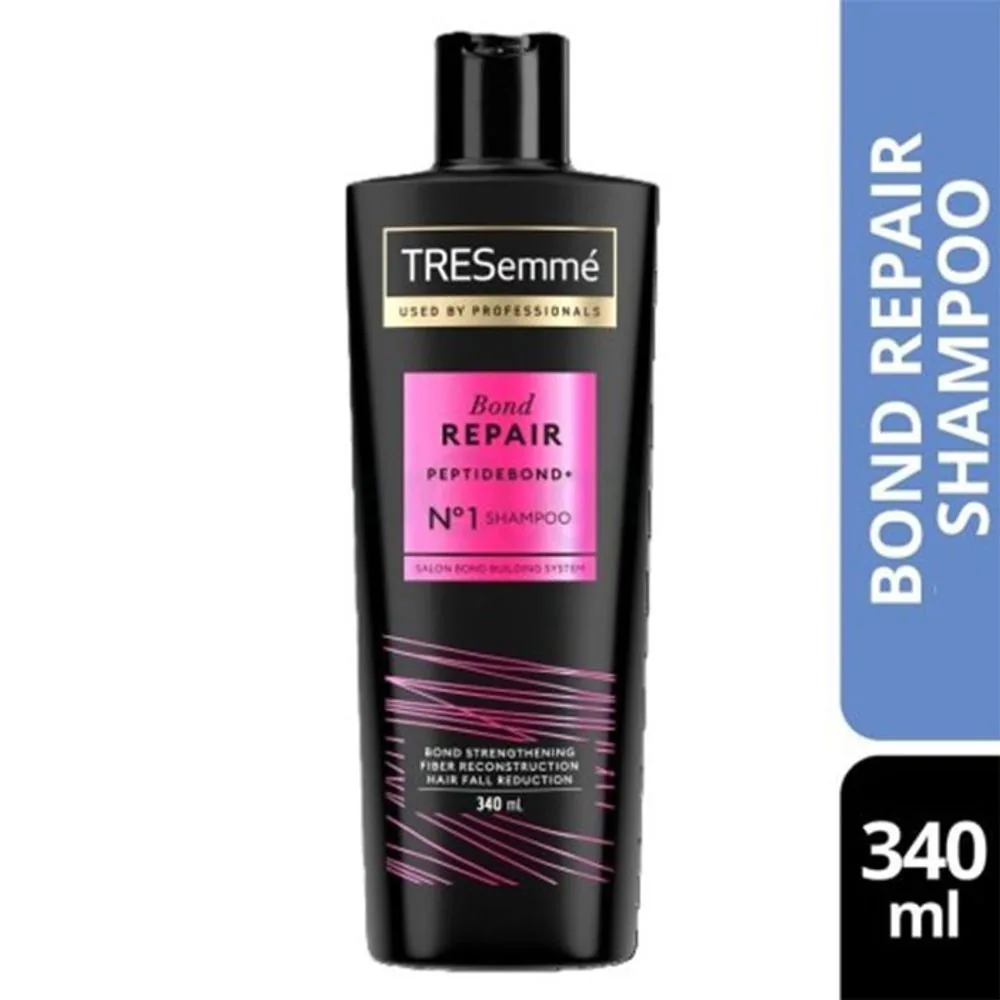 TRESemmé
USED BY PROFESSIONALS
Bond
REPAIR
PEPTIDEBOND+
Nº1 SHAMPOO
SALON BOND BUILDING SYSTEM
BOND STRENGTHENING
FIBER RECONSTRUCTION
HAIR FALL REDUCTION
340 ml
BOND REPAIR
SHAMPOO
340
ml